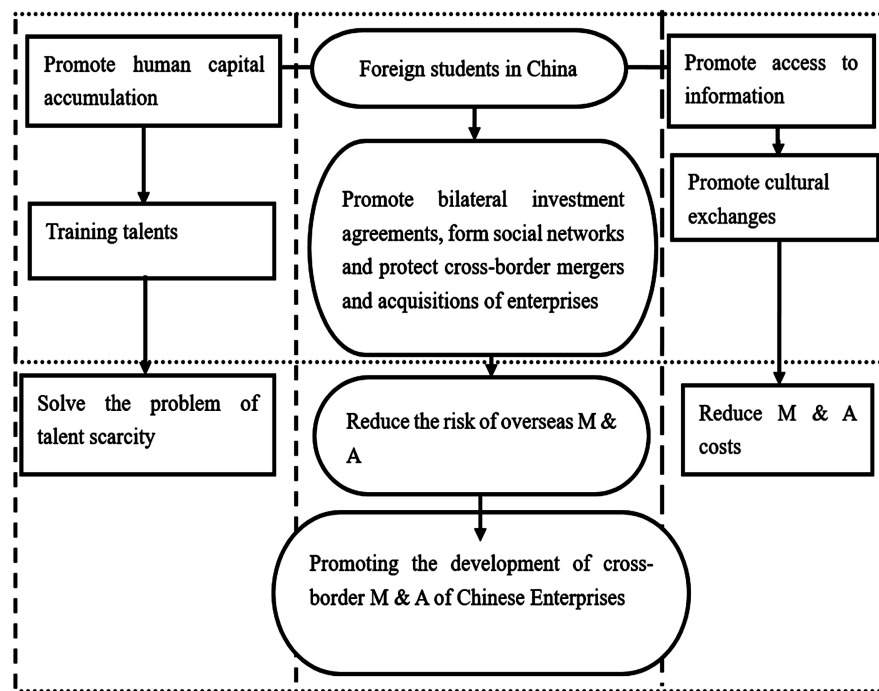 Promote human capital
accumulation
Foreign students in China
Promote access to
information
Training talents
Promote bilateral investment
agreements, form social networks
and protect cross-border mergers
and acquisitions of enterprises
Promote cultural
exchanges
Solve the problem of
talent scarcity
Reduce the risk of overseas M &
A
Reduce M & A
costs
Promoting the development of cross-
border M & A of Chinese Enterprises